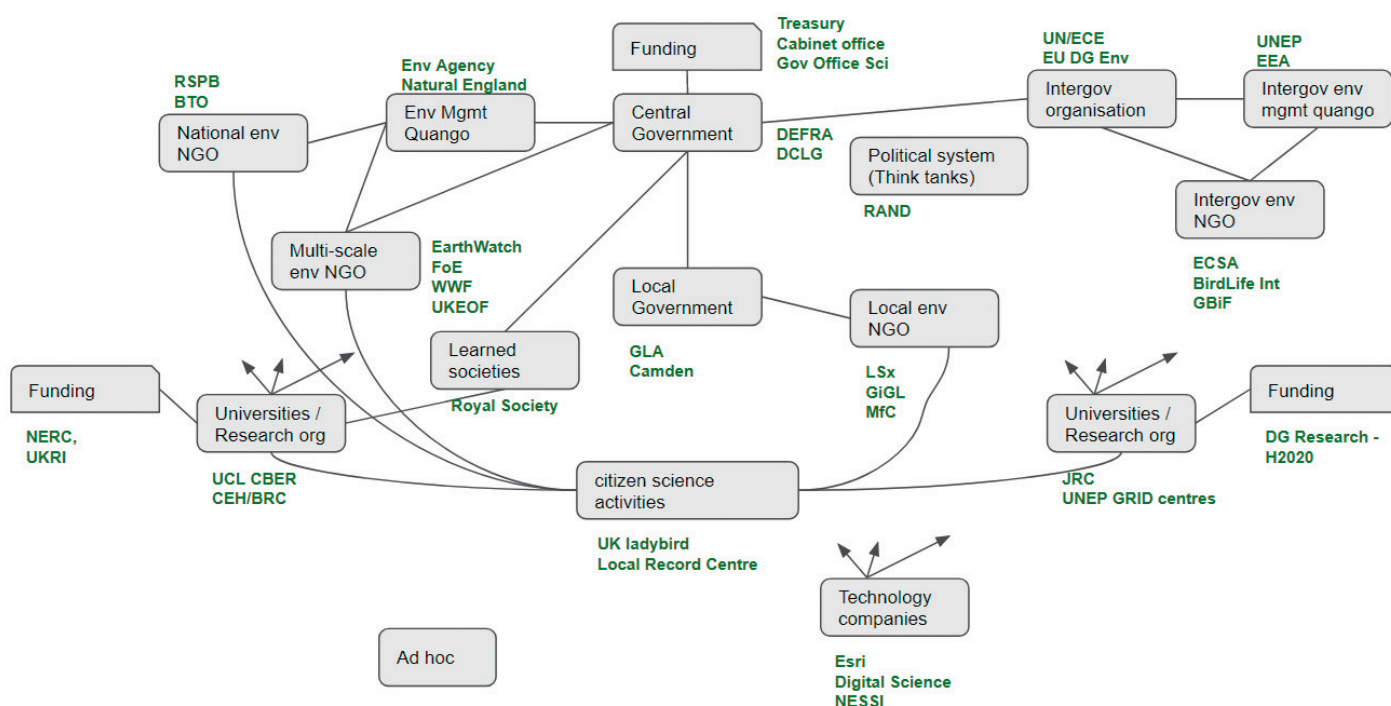 Treasury
Cabinet office
Gov Office Sci
Funding
UN/ECE
EU DG Env
UNEP
EEA
Env Agency
Natural England
RSPB
BTO
National env
NGO
Env Mgmt
Quango
Central
Government
DEFRA
DCLG
Intergov
organisation
Intergov env
mgmt quango
Political system
(Think tanks)
RAND
Intergov env
NGO
ECSA
BirdLife Int
GBiF
Multi-scale
env NGO
EarthWatch
FoE
WWF
UKEOF
Local
Government
GLA
Camden
Local env
NGO
LSx
GiGL
MfC
Learned
societies
Royal Society
Funding
NERC,
UKRI
Universities /
Research org
UCL CBER
CEH/BRC
Universities /
Research org
JRC
UNEP GRID centres
Funding
DG Research -
H2020
citizen science
activities
UK ladybird
Local Record Centre
Technology
companies
Esri
Digital Science
NESSI
Ad hoc